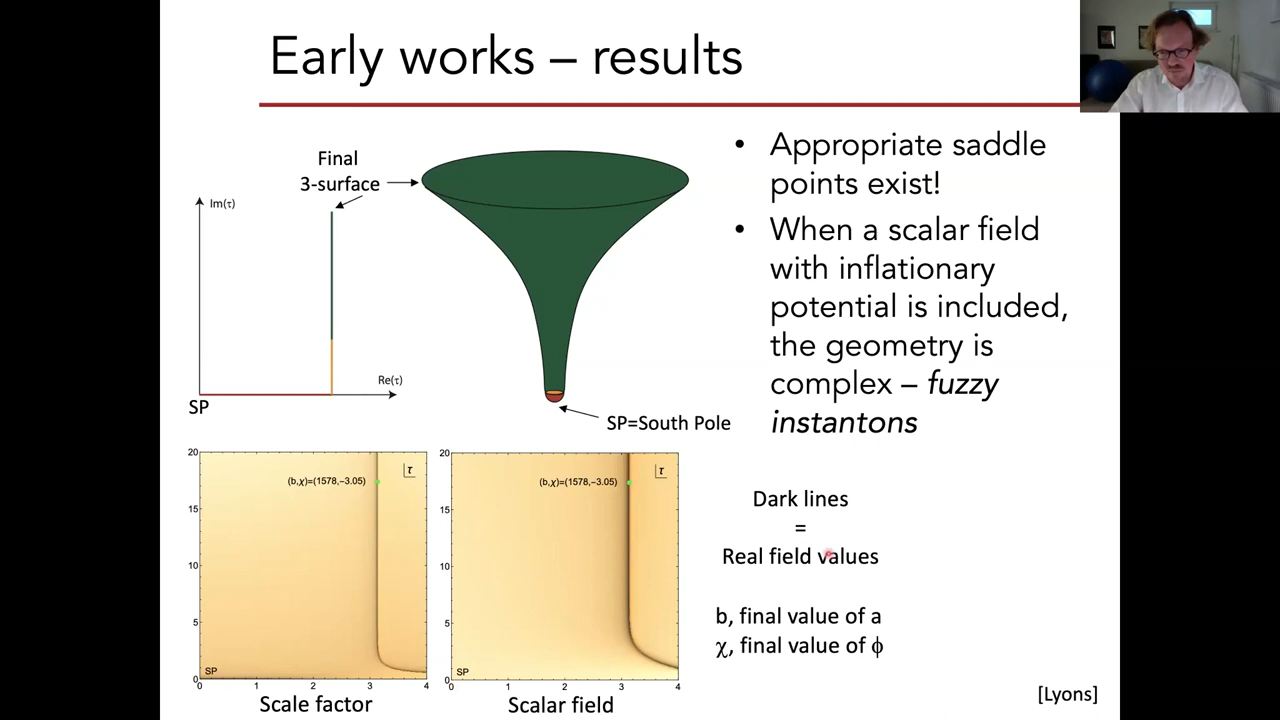 Early works – results
Final
3-surface
Im(τ)
Re(τ)
SP
SP=South Pole
• Appropriate saddle
points exist!
• When a scalar field
with inflationary
potential is included,
the geometry is
complex – fuzzy
instantons
20
15
10
5
0
(b,χ)=(1578,−3.05)
τ
SP
0 1 2 3 4
Scale factor
20
15
10
5
0
(b,χ)=(1578,−3.05)
τ
SP
0 1 2 3 4
Scalar field
Dark lines
=
Real field values
b, final value of a
χ, final value of ϕ
[Lyons]